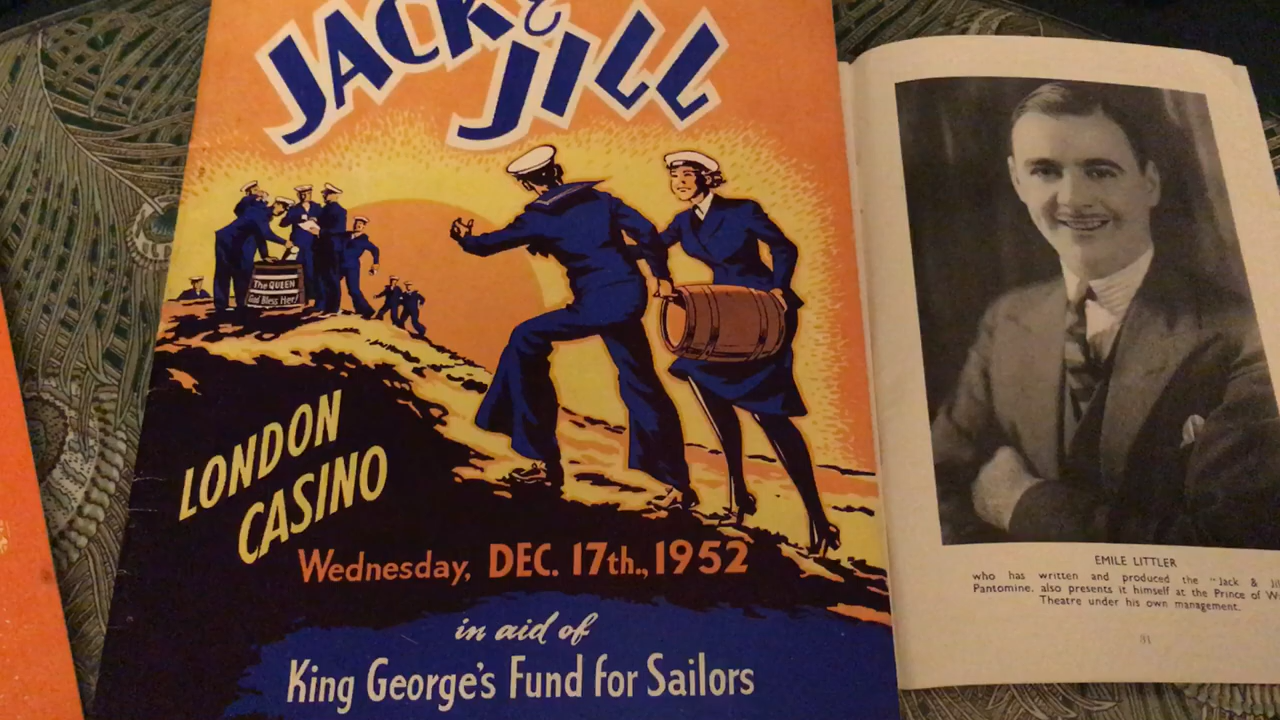 JACK &
JILL
The QUEEN
God Bless Her!
LONDON
CASINO
Wednesday, DEC. 17th., 1952
in aid of
King George's Fund for Sailors
EMILE LITTLER
who has written and produced the "Jack &
Pantomine. also presents it himself at the Prince of
Theatre under his own management.